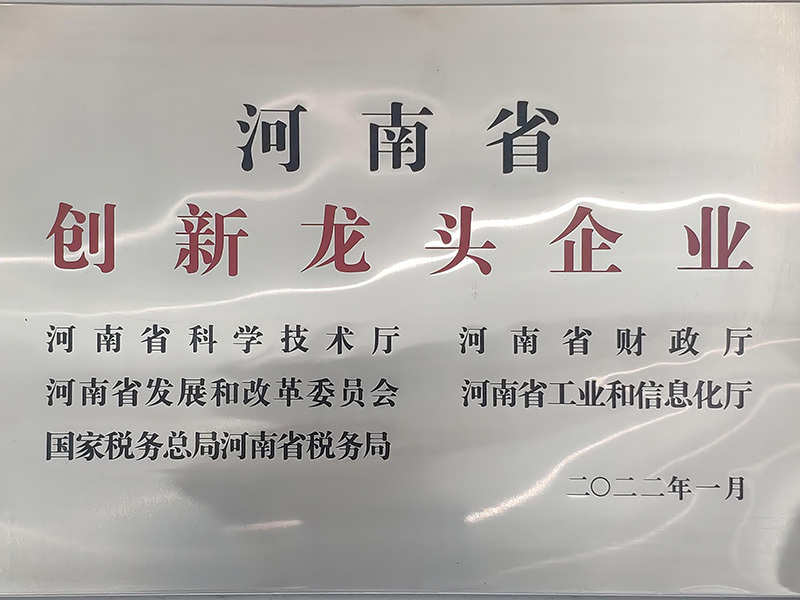 河南省
创新龙头企业
河南省科学技术厅 河南省财政厅
河南省发展和改革委员会 河南省工业和信息化厅
国家税务总局河南省税务局
二〇二二年一月